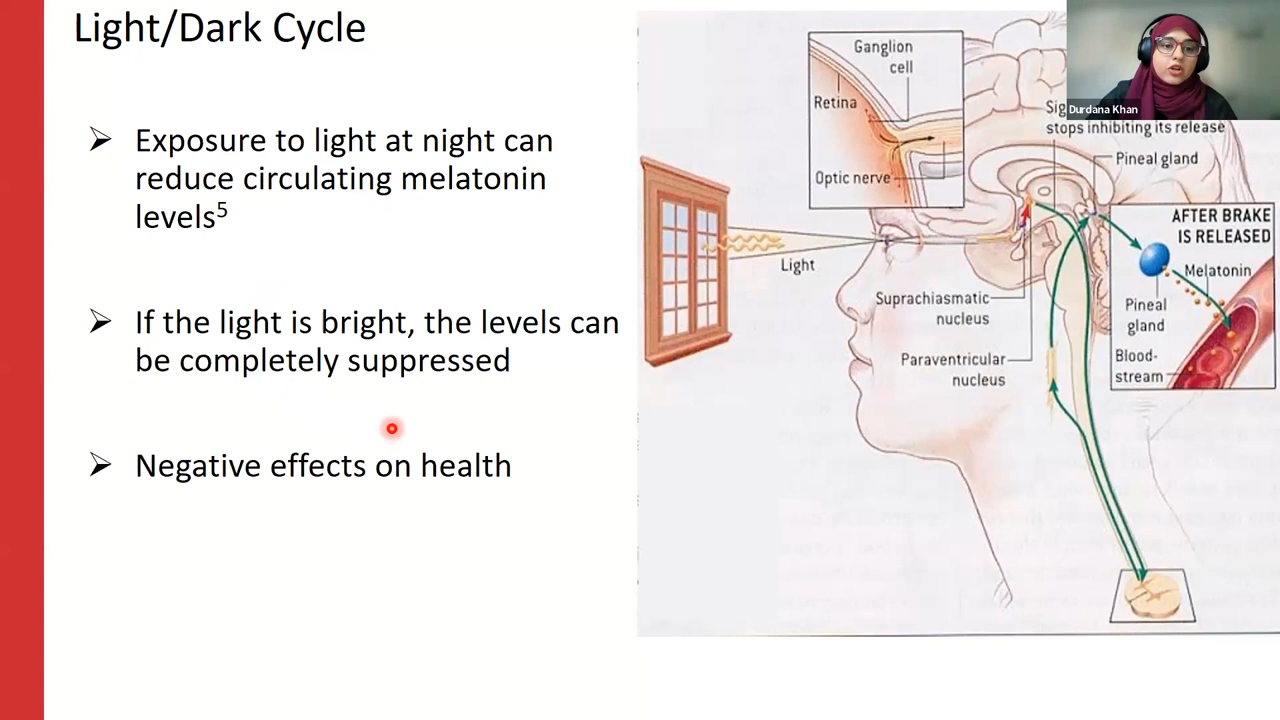 Light/Dark Cycle
Exposure to light at night can
reduce circulating melatonin
levels⁵
If the light is bright, the levels can
be completely suppressed
Negative effects on health
Ganglion
cell
Retina
Optic nerve
Light
Suprachiasmatic
nucleus
Paraventricular
nucleus
stops inhibiting its release
Pineal gland
AFTER BRAKE
IS RELEASED
Melatonin
Pineal
gland
Blood-
stream
Durdana Khan